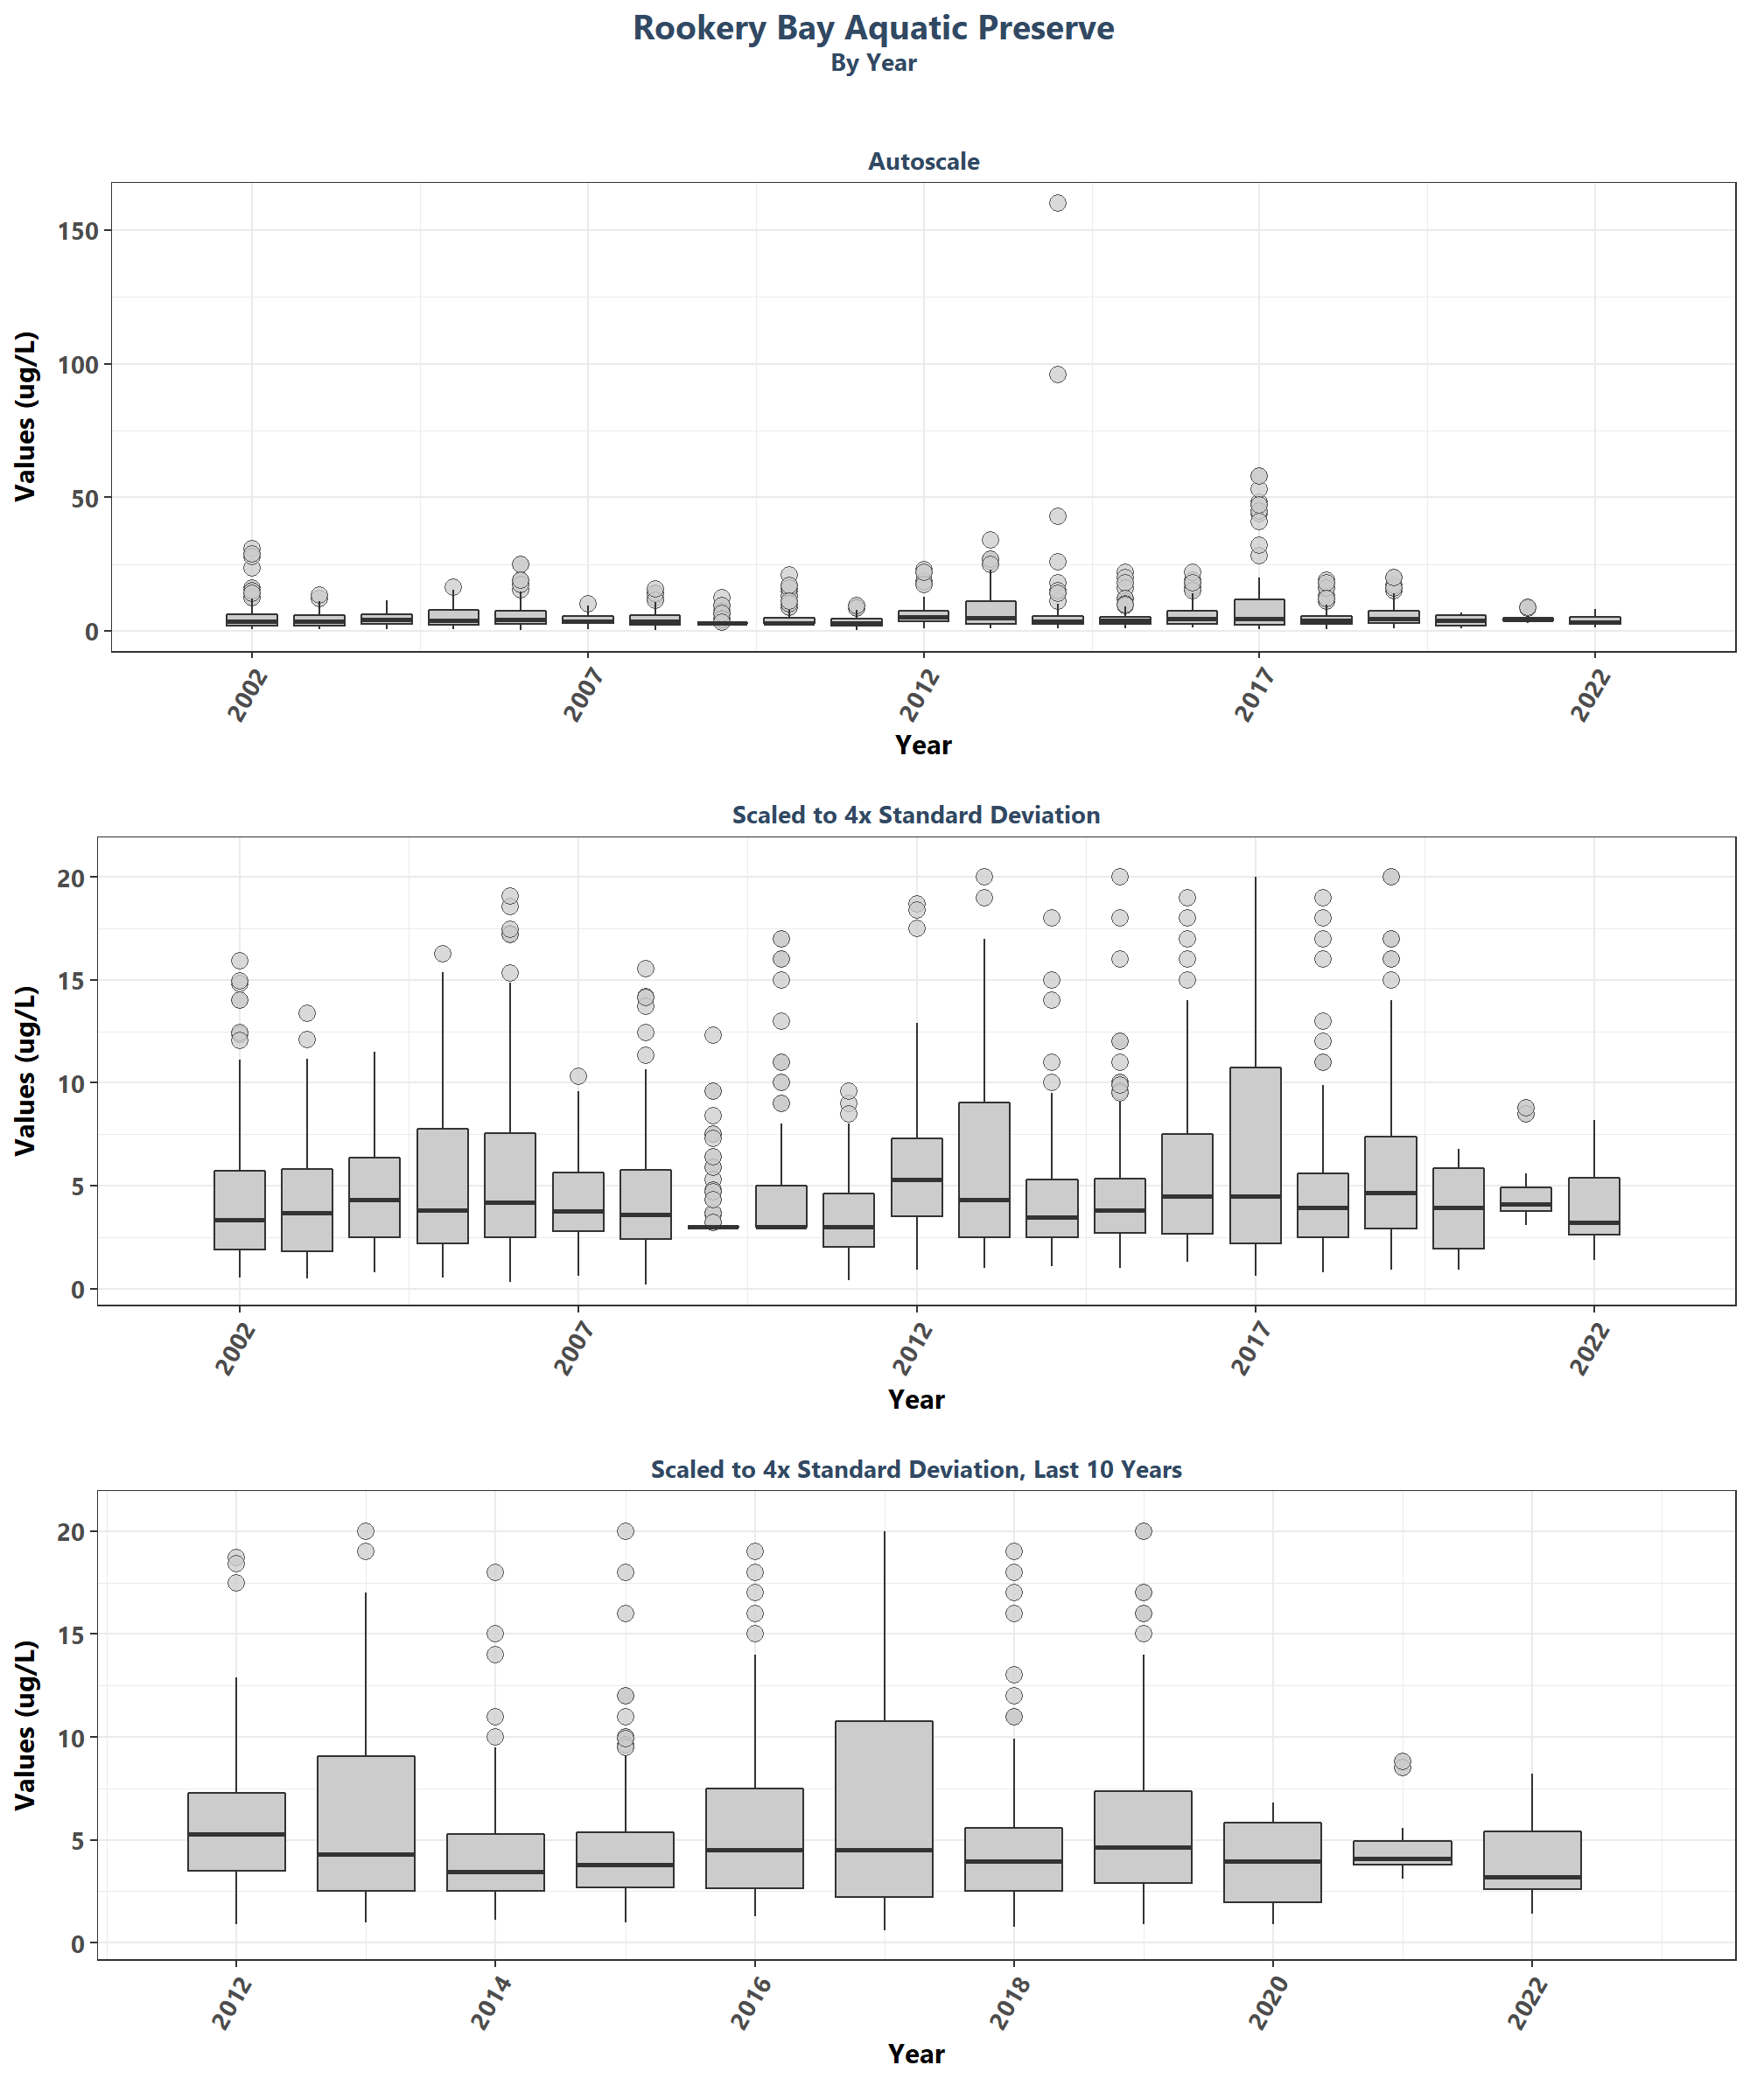 Rookery Bay Aquatic Preserve
By Year
Autoscale
Values (ug/L)
150
100
50
0
2002
2007
2012
2017
2022
Year
Scaled to 4x Standard Deviation
Values (ug/L)
20
15
10
5
0
2002
2007
2012
2017
2022
Year
Scaled to 4x Standard Deviation, Last 10 Years
Values (ug/L)
20
15
10
5
0
2012
2014
2016
2018
2020
2022
Year